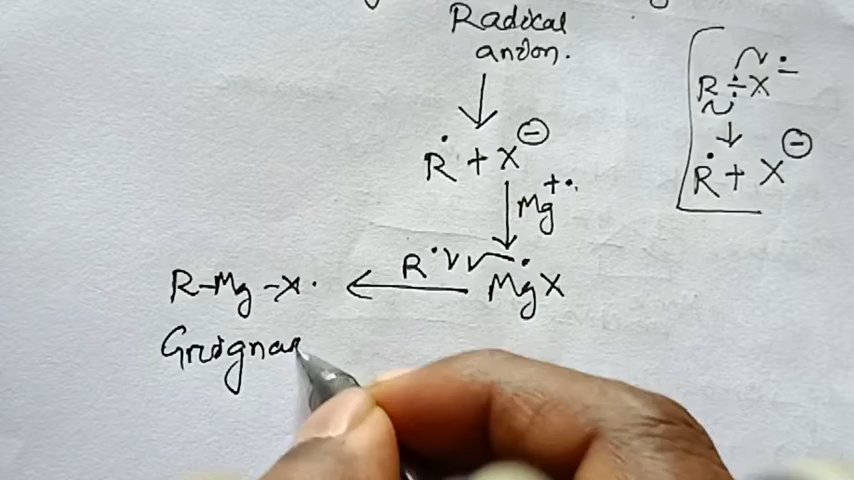 Radical
anion.
Ṙ + X⊖
Mg⁺•
R• •MgX
R-Mg-X.
Grignar
R÷X•−
Ṙ + X⊖